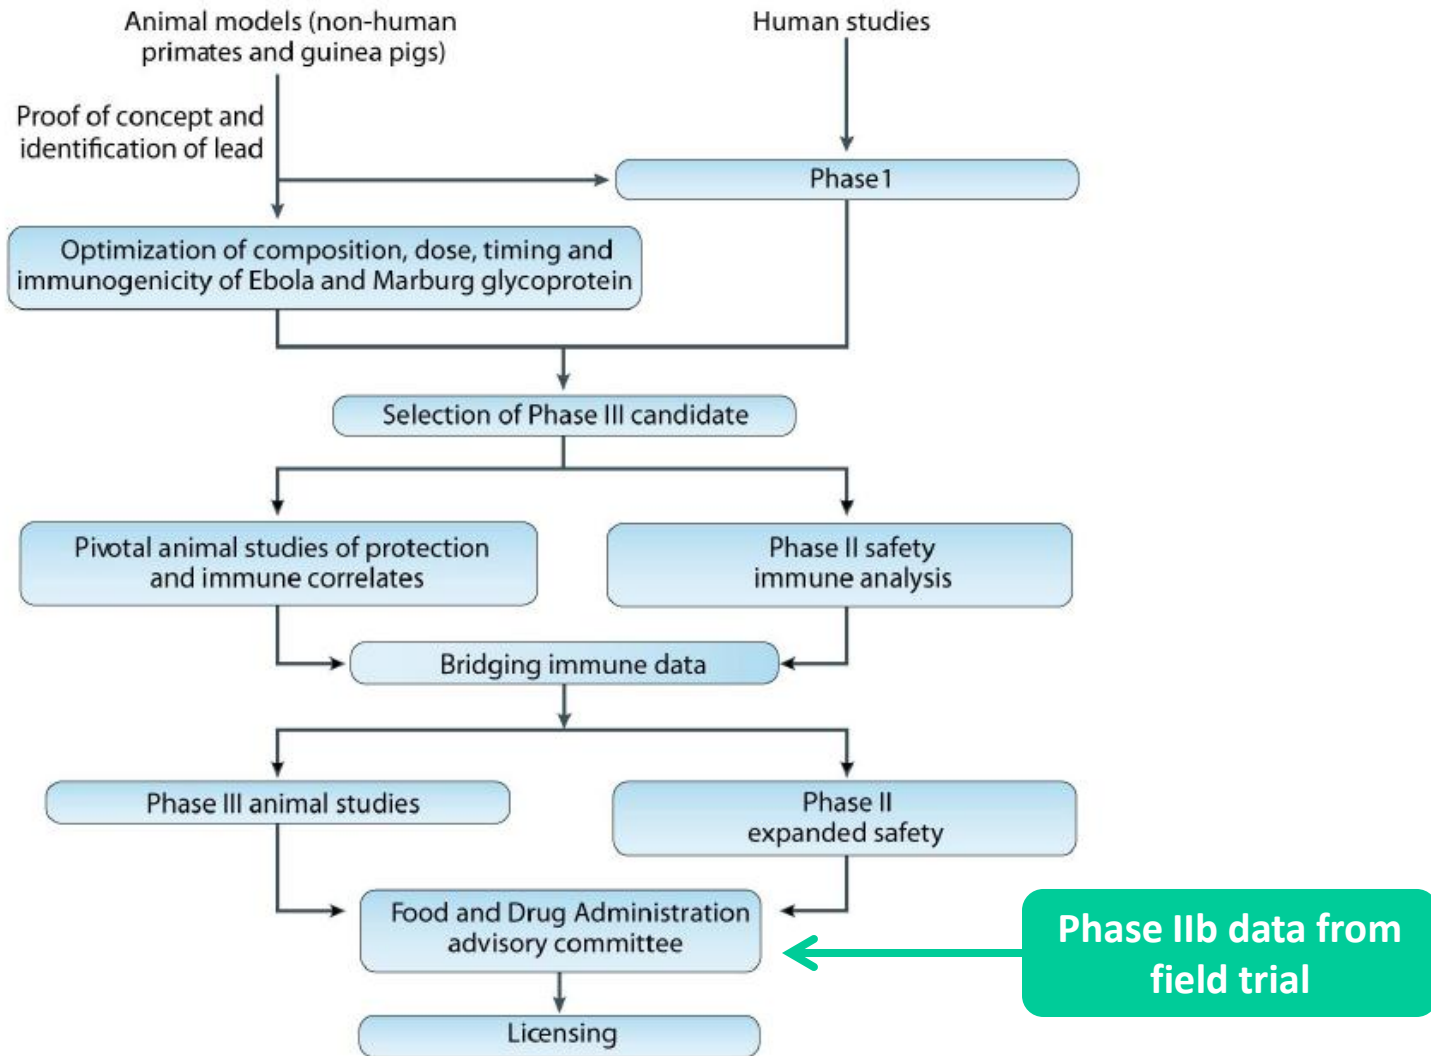 Animal models (non-human
primates and guinea pigs)
Human studies
Proof of concept and
identification of lead
Phase1
Optimization of composition, dose, timing and
immunogenicity of Ebola and Marburg glycoprotein
Selection of Phase III candidate
Pivotal animal studies of protection
and immune correlates
Phase II safety
immune analysis
Bridging immune data
Phase III animal studies
Phase II
expanded safety
Food and Drug Administration
advisory committee
Phase IIb data from
field trial
Licensing